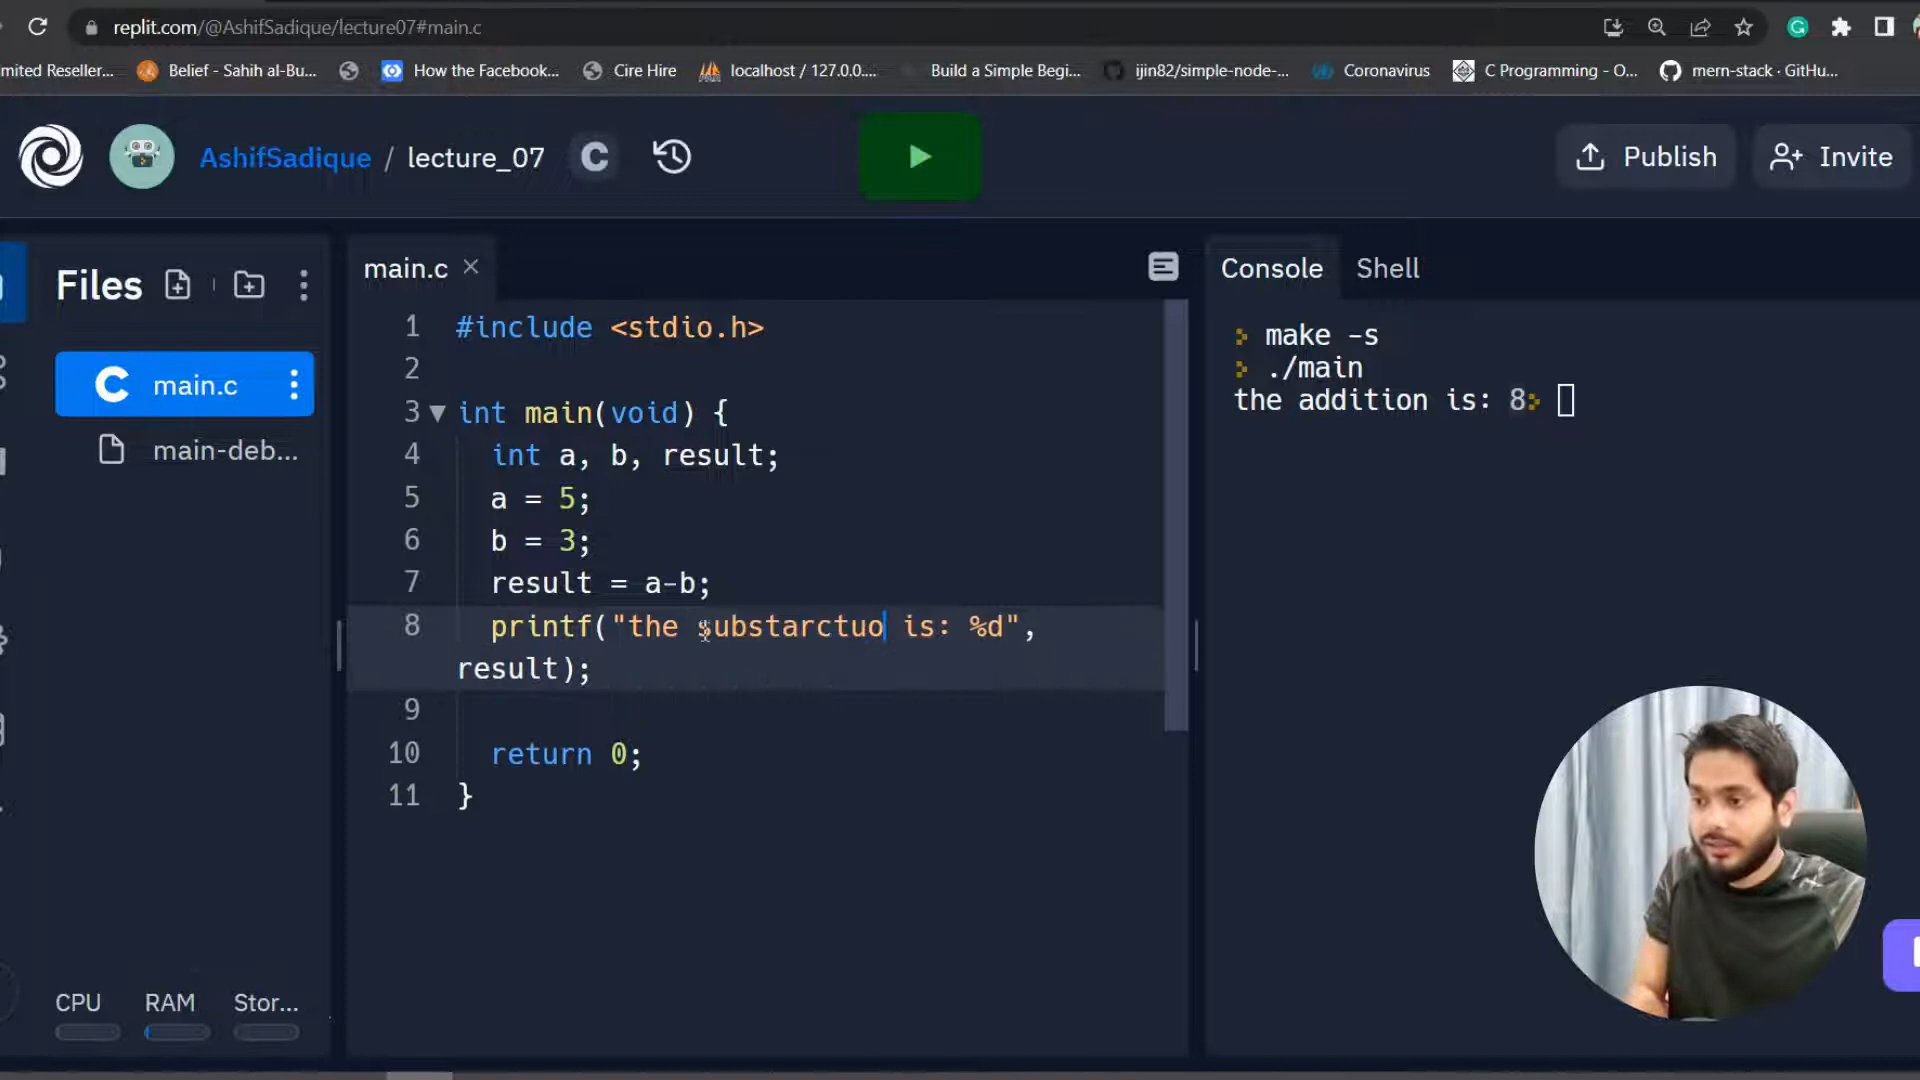 replit.com/@AshifSadique/lecture07#main.c
mited Reseller... Belief - Sahih al-Bu... How the Facebook... Cire Hire localhost / 127.0.0.... Build a Simple Begi... ijin82/simple-node-... Coronavirus C Programming - O... mern-stack · GitHu...
AshifSadique / lecture_07 C Publish Invite
Files
main.c
main-deb...
CPU RAM Stor...
main.c
1 #include <stdio.h>
2
3 int main(void) {
4 int a, b, result;
5 a = 5;
6 b = 3;
7 result = a-b;
8 printf("the substarctuo is: %d",
result);
9
10 return 0;
11 }
Console Shell
make -s
./main
the addition is: 8